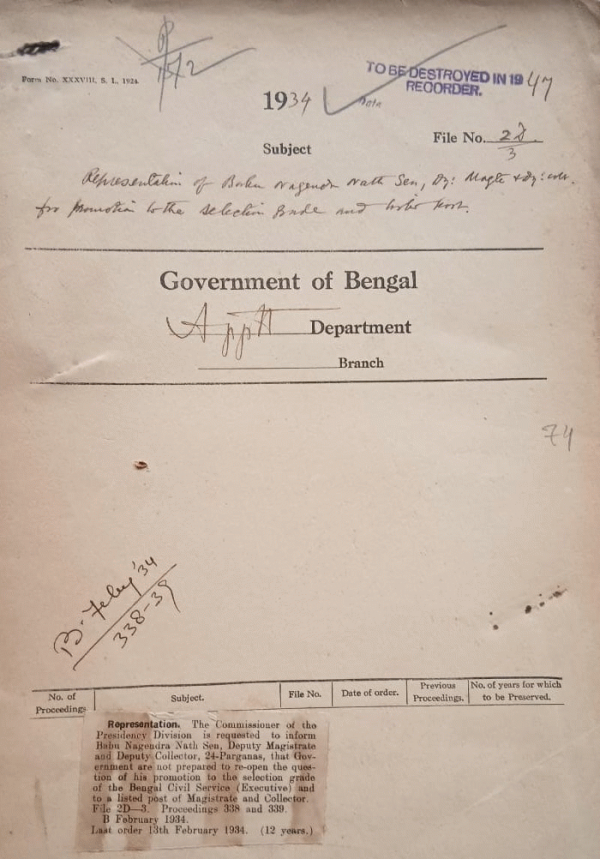 Form No. XXXVIII, S. L. 1924.
TO BE DESTROYED IN 1947
RECORDER.
1934
File No. 2D/3
Subject
Representation of Babu Nagendra Nath Sen, Dy: Magte & Dy: Collr.
for promotion to the selection grade and listed post.
Government of Bengal
Apptt Department
Branch
74
B. Feby '34
338-39
No. of Proceedings
Subject.
File No.
Date of order.
Previous Proceedings.
No. of years for which to be Preserved.
Representation. The Commissioner of the
Presidency Division is requested to inform
Babu Nagendra Nath Sen, Deputy Magistrate
and Deputy Collector, 24-Parganas, that Gov-
ernment are not prepared to re-open the ques-
tion of his promotion to the selection grade
of the Bengal Civil Service (Executive) and
to a listed post of Magistrate and Collector.
File 2D—3. Proceedings 338 and 339.
B February 1934.
Last order 13th February 1934. (12 years.)